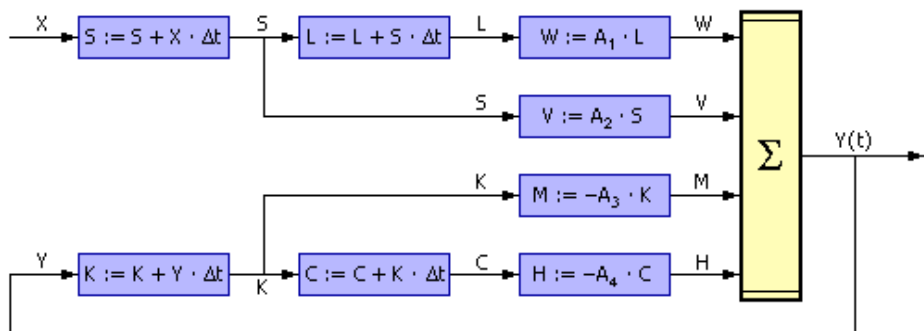 X
S := S + X · Δt
S
L := L + S · Δt
L
W := A₁ · L
W
S
V := A₂ · S
V
Σ
Y(t)
K
M := −A₃ · K
M
Y
K := K + Y · Δt
K
C := C + K · Δt
C
H := −A₄ · C
H